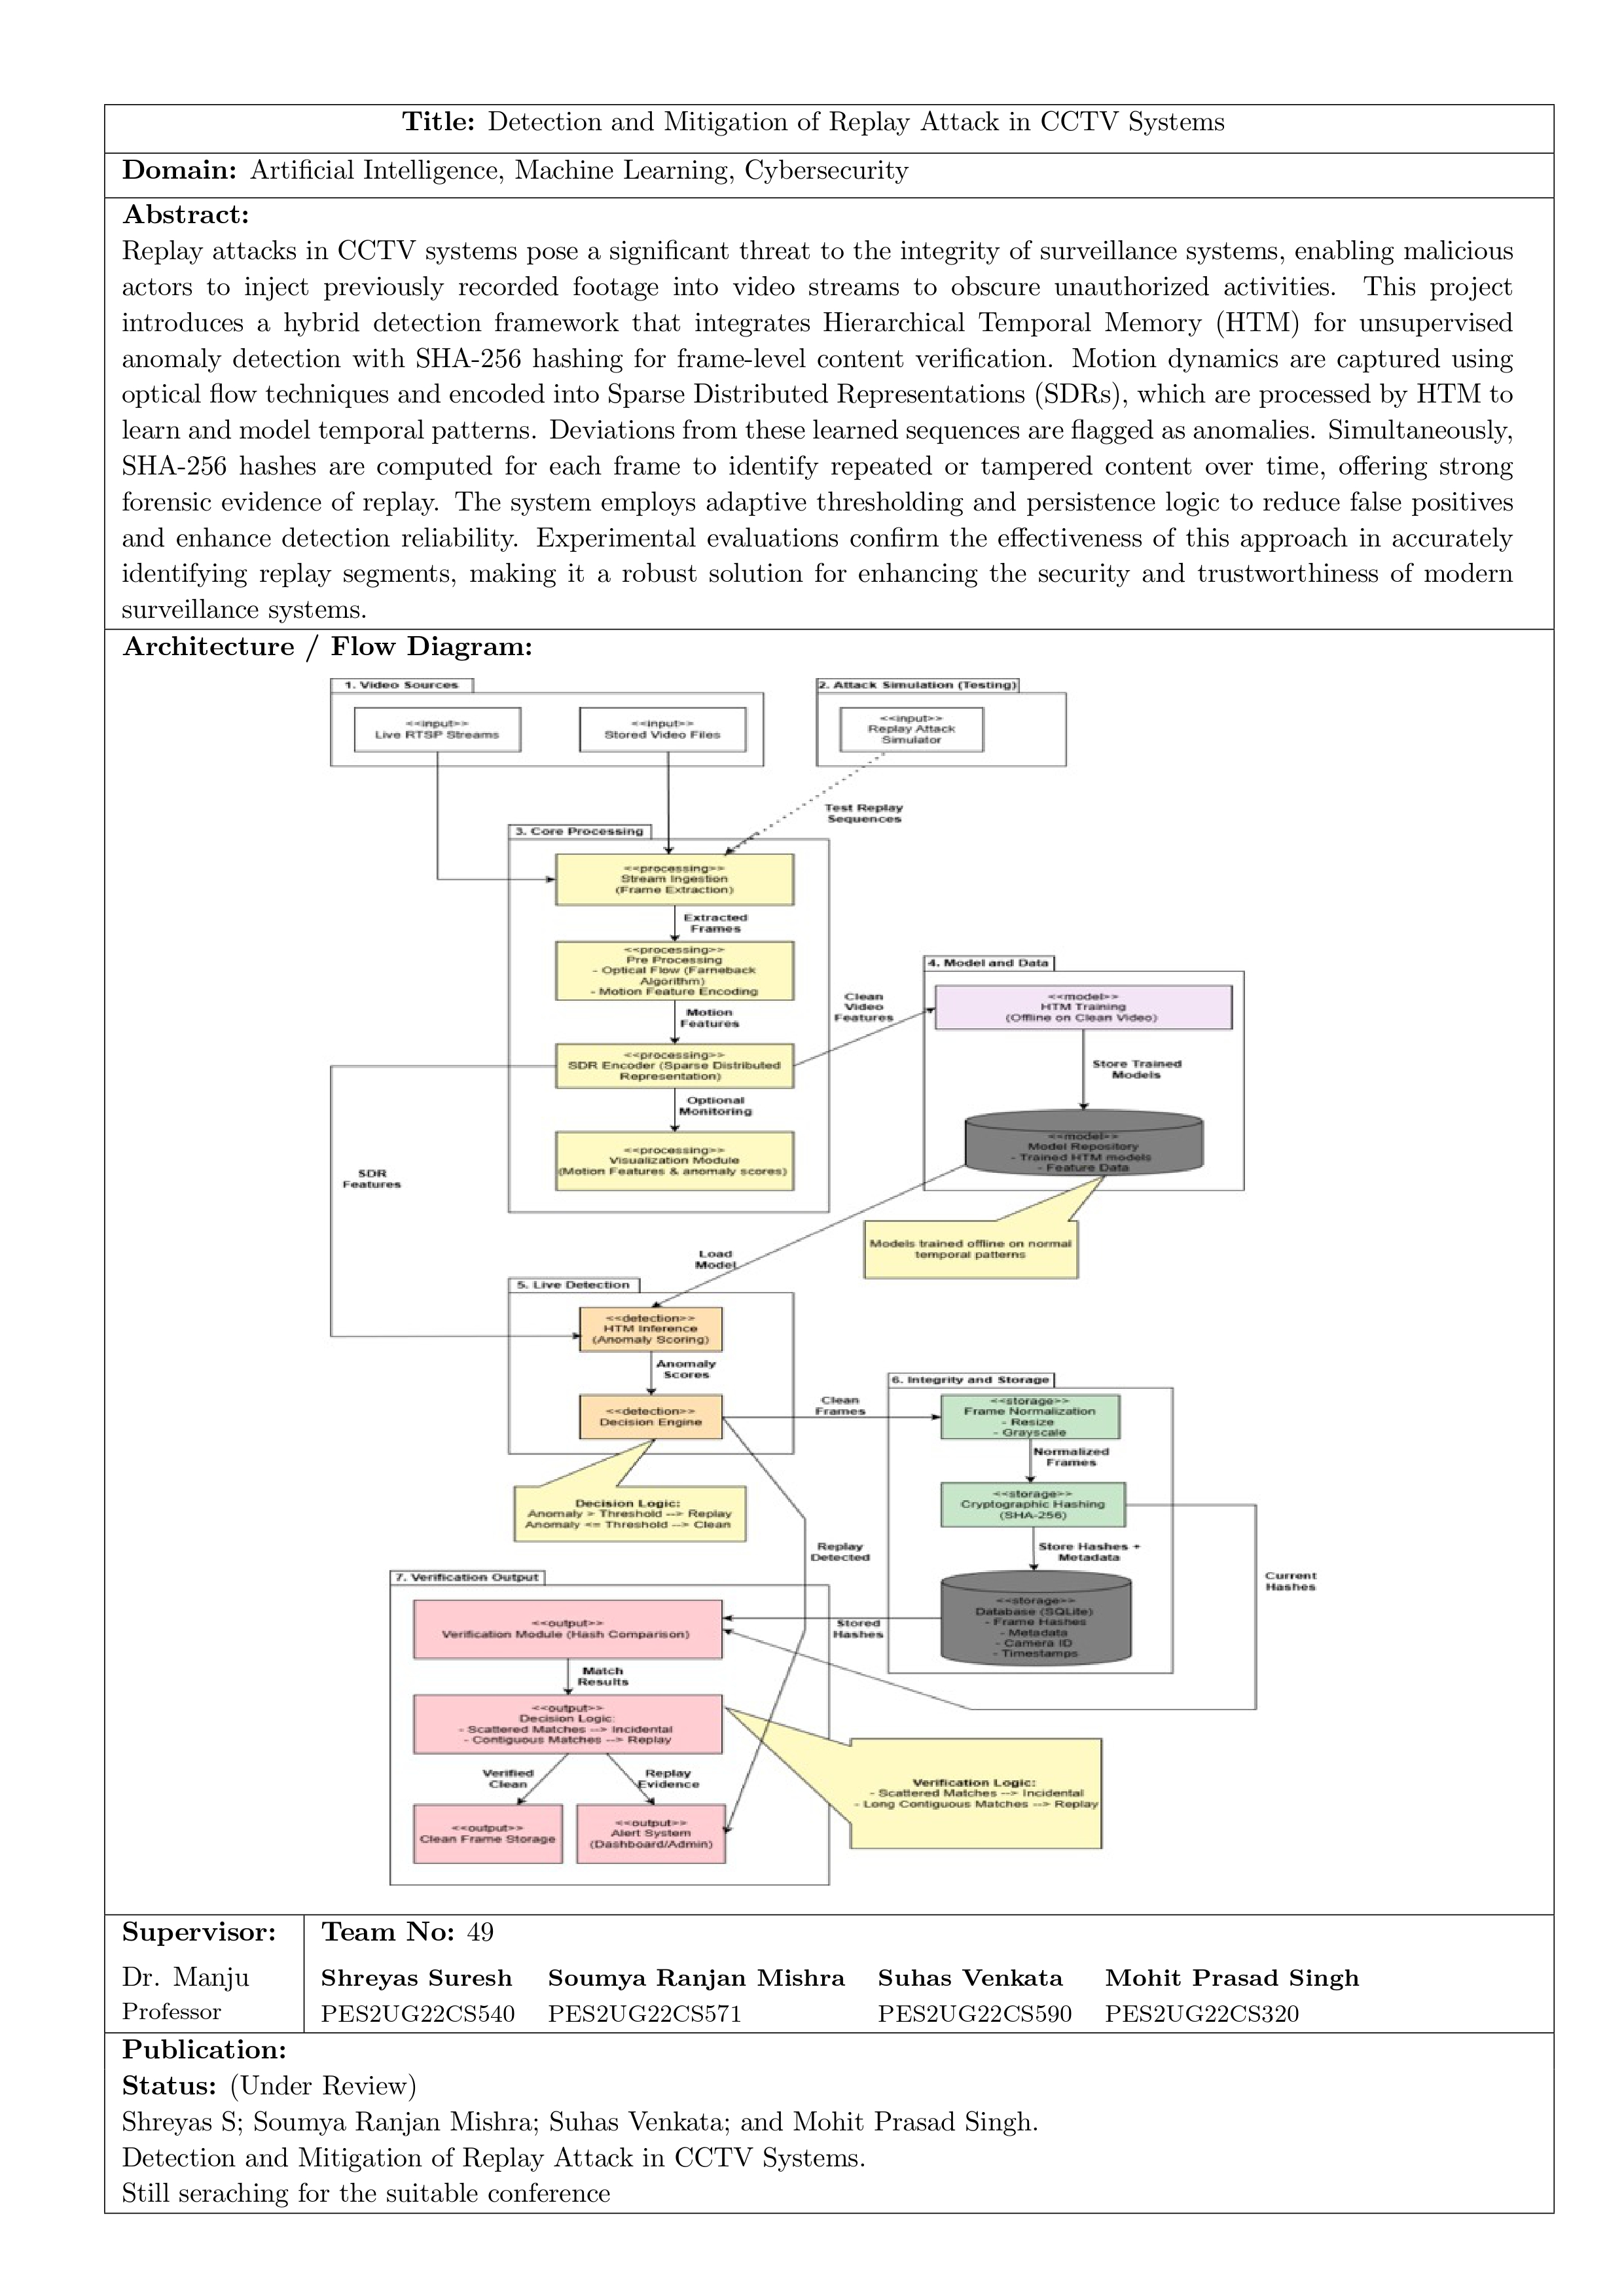 Title: Detection and Mitigation of Replay Attack in CCTV Systems
Domain: Artificial Intelligence, Machine Learning, Cybersecurity
Abstract:
Replay attacks in CCTV systems pose a significant threat to the integrity of surveillance systems, enabling malicious
actors to inject previously recorded footage into video streams to obscure unauthorized activities. This project
introduces a hybrid detection framework that integrates Hierarchical Temporal Memory (HTM) for unsupervised
anomaly detection with SHA-256 hashing for frame-level content verification. Motion dynamics are captured using
optical flow techniques and encoded into Sparse Distributed Representations (SDRs), which are processed by HTM to
learn and model temporal patterns. Deviations from these learned sequences are flagged as anomalies. Simultaneously,
SHA-256 hashes are computed for each frame to identify repeated or tampered content over time, offering strong
forensic evidence of replay. The system employs adaptive thresholding and persistence logic to reduce false positives
and enhance detection reliability. Experimental evaluations confirm the effectiveness of this approach in accurately
identifying replay segments, making it a robust solution for enhancing the security and trustworthiness of modern
surveillance systems.
Architecture / Flow Diagram:
1. Video Sources
<<input>>
Live RTSP Streams
<<input>>
Stored Video Files
2. Attack Simulation (Testing)
<<input>>
Replay Attack
Simulator
Test Replay
Sequences
3. Core Processing
<<processing>>
Stream Ingestion
(Frame Extraction)
Extracted
Frames
<<processing>>
Pre Processing
- Optical Flow (Farneback
Algorithm)
- Motion Feature Encoding
Motion
Features
<<processing>>
SDR Encoder (Sparse Distributed
Representation)
Optional
Monitoring
<<processing>>
Visualization Module
(Motion Features & anomaly scores)
Clean
Video
Features
4. Model and Data
<<model>>
HTM Training
(Offline on Clean Video)
Store Trained
Models
<<model>>
Model Repository
- Trained HTM models
- Feature Data
Models trained offline on normal
temporal patterns
SDR
Features
Load
Model
5. Live Detection
<<detection>>
HTM Inference
(Anomaly Scoring)
Anomaly
Scores
<<detection>>
Decision Engine
Decision Logic:
Anomaly > Threshold --> Replay
Anomaly <= Threshold --> Clean
Clean
Frames
6. Integrity and Storage
<<storage>>
Frame Normalization
- Resize
- Grayscale
Normalized
Frames
<<storage>>
Cryptographic Hashing
(SHA-256)
Store Hashes +
Metadata
<<storage>>
Database (SQLite)
- Frame Hashes
- Metadata
- Camera ID
- Timestamps
Replay
Detected
Current
Hashes
Stored
Hashes
7. Verification Output
<<output>>
Verification Module (Hash Comparison)
Match
Results
<<output>>
Decision Logic:
- Scattered Matches --> Incidental
- Contiguous Matches --> Replay
Verified
Clean
Replay
Evidence
<<output>>
Clean Frame Storage
<<output>>
Alert System
(Dashboard/Admin)
Verification Logic:
- Scattered Matches --> Incidental
- Long Contiguous Matches --> Replay
Supervisor:
Dr. Manju
Professor
Team No: 49
Shreyas Suresh Soumya Ranjan Mishra Suhas Venkata Mohit Prasad Singh
PES2UG22CS540 PES2UG22CS571 PES2UG22CS590 PES2UG22CS320
Publication:
Status: (Under Review)
Shreyas S; Soumya Ranjan Mishra; Suhas Venkata; and Mohit Prasad Singh.
Detection and Mitigation of Replay Attack in CCTV Systems.
Still seraching for the suitable conference